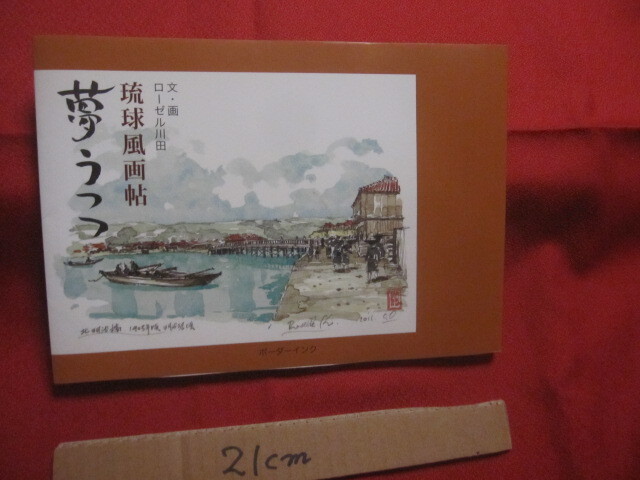 文・画
ローゼル川田
琉球風画帖
夢うつつ
ボーダーインク
21cm